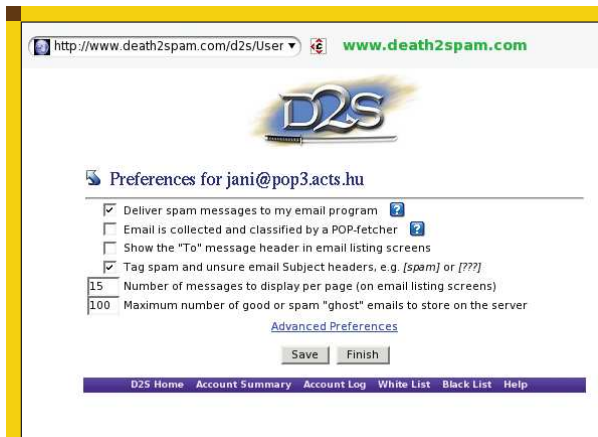 http://www.death2spam.com/d2s/User
www.death2spam.com
D2S
Preferences for jani@pop3.acts.hu
Deliver spam messages to my email program ?
Email is collected and classified by a POP-fetcher ?
Show the "To" message header in email listing screens
Tag spam and unsure email Subject headers, e.g. [spam] or [???]
15 Number of messages to display per page (on email listing screens)
100 Maximum number of good or spam "ghost" emails to store on the server
Advanced Preferences
Save Finish
D2S Home Account Summary Account Log White List Black List Help